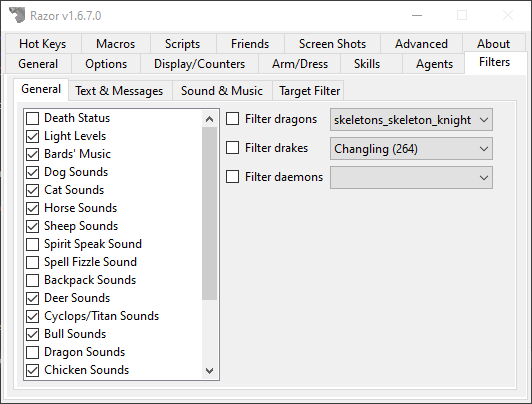 Razor v1.6.7.0
Hot Keys Macros Scripts Friends Screen Shots Advanced About
General Options Display/Counters Arm/Dress Skills Agents Filters
General Text & Messages Sound & Music Target Filter
Death Status
Light Levels
Bards' Music
Dog Sounds
Cat Sounds
Horse Sounds
Sheep Sounds
Spirit Speak Sound
Spell Fizzle Sound
Backpack Sounds
Deer Sounds
Cyclops/Titan Sounds
Bull Sounds
Dragon Sounds
Chicken Sounds
Filter dragons skeletons_skeleton_knight
Filter drakes Changling (264)
Filter daemons